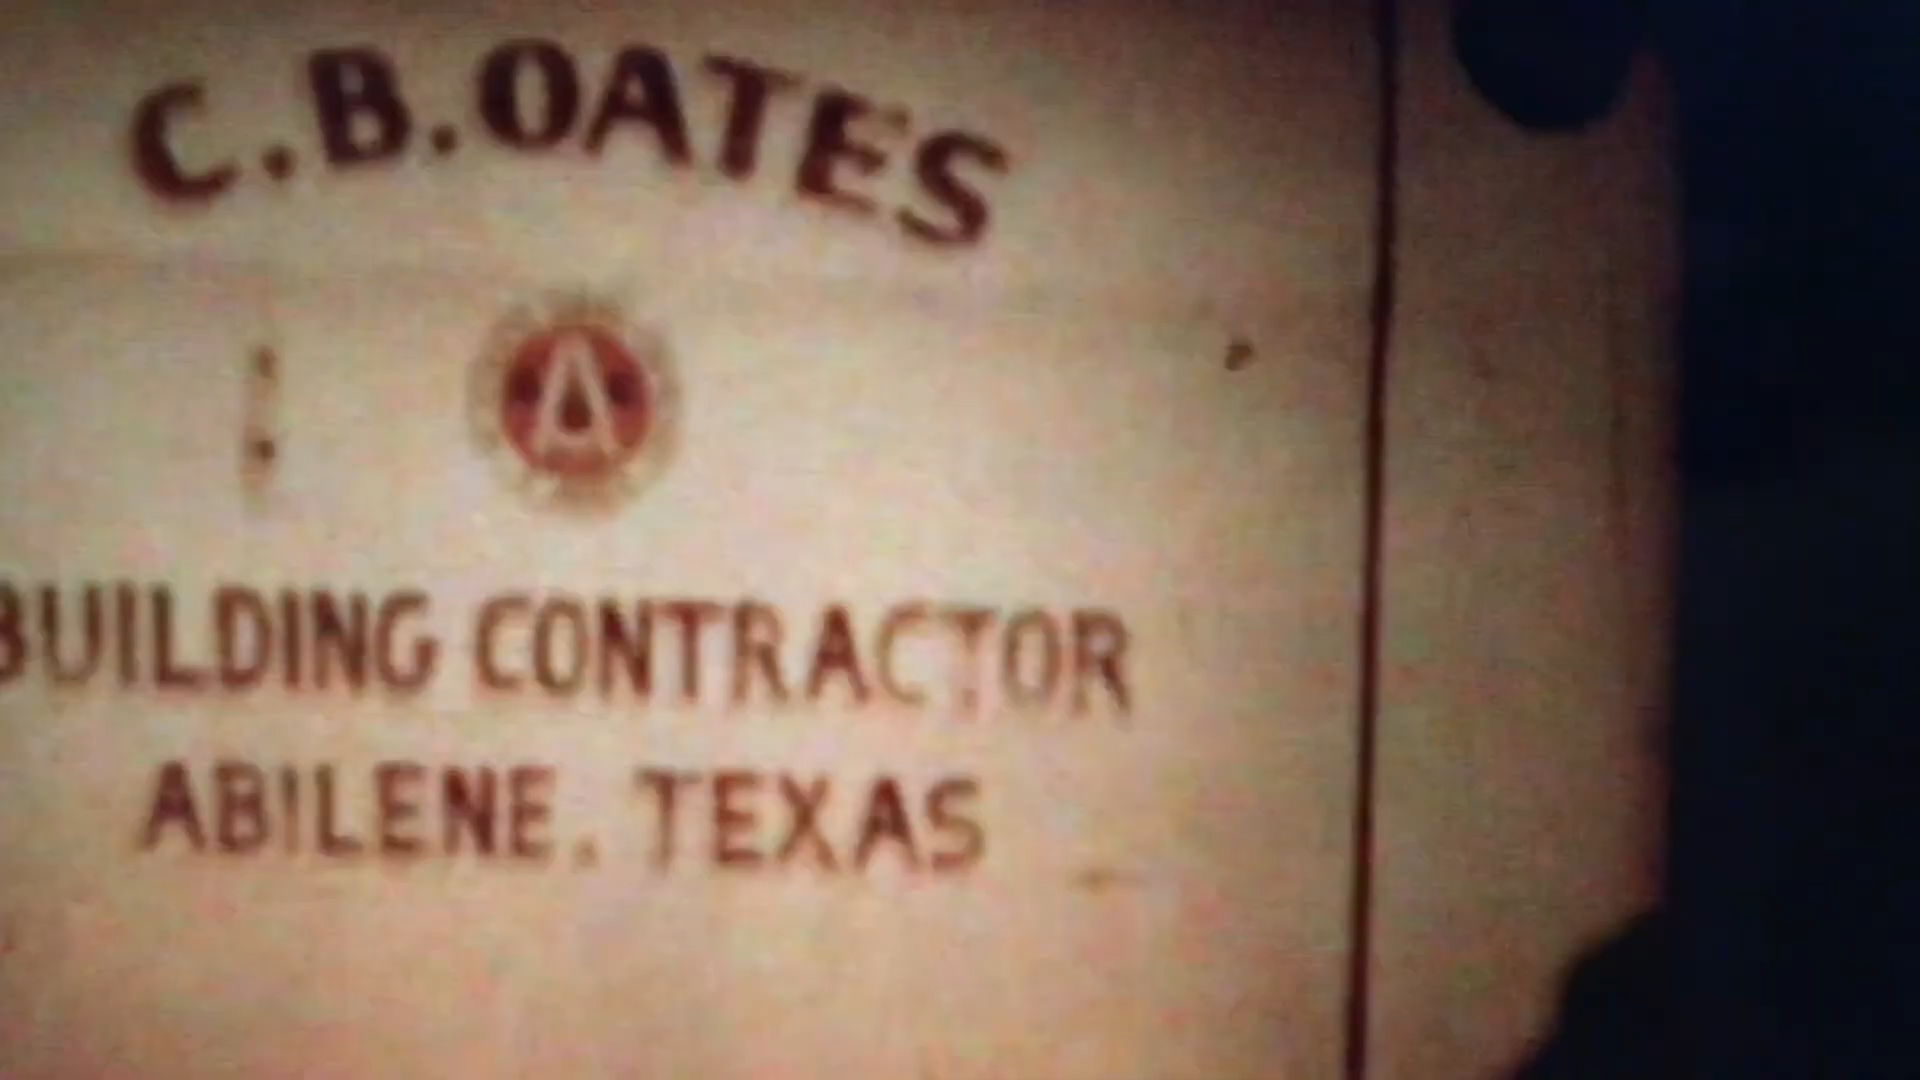 C.B.OATES
A
BUILDING CONTRACTOR
ABILENE, TEXAS